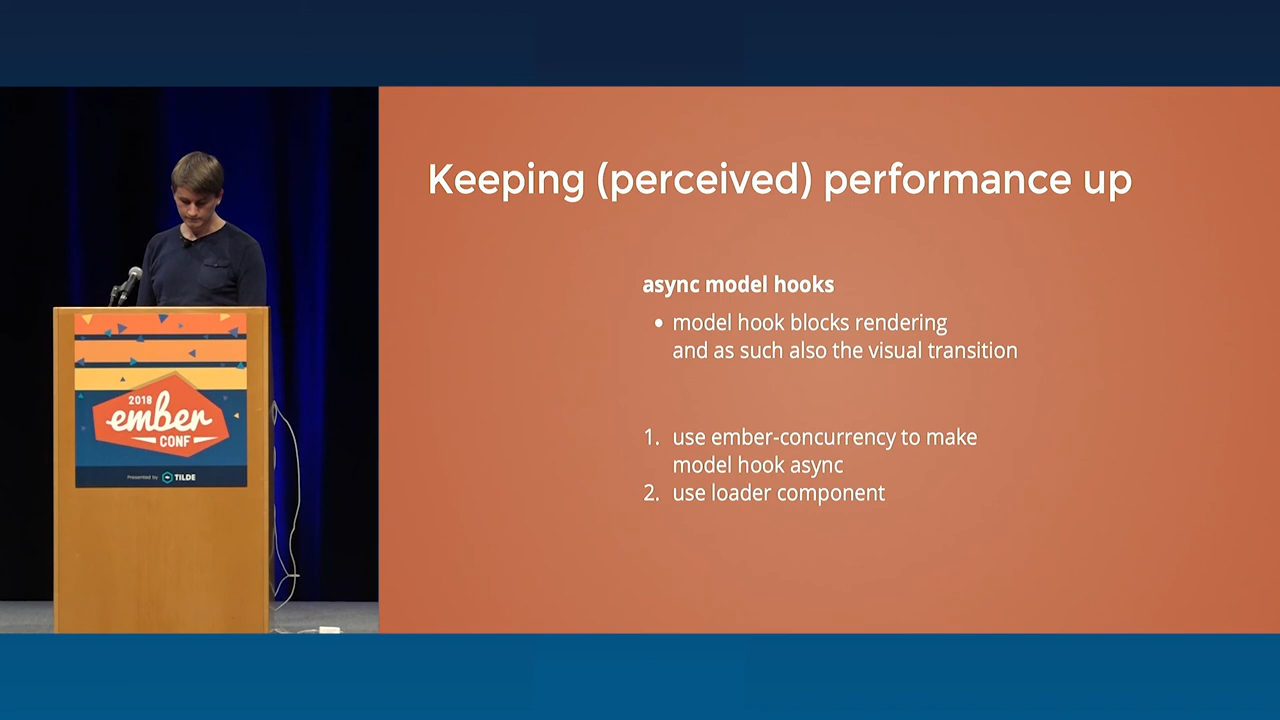 Keeping (perceived) performance up
async model hooks
• model hook blocks rendering
and as such also the visual transition
1. use ember-concurrency to make
model hook async
2. use loader component
2018
ember
CONF
Presented by TILDE